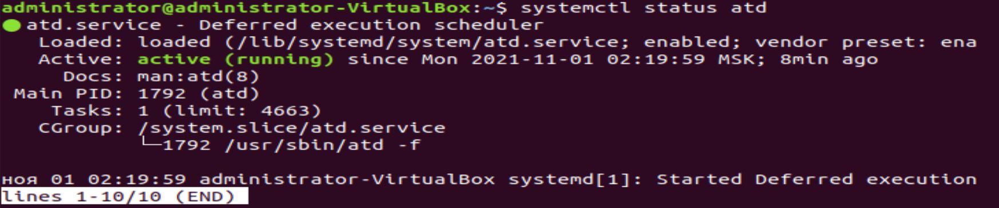 administrator@administrator-VirtualBox:~$ systemctl status atd
● atd.service - Deferred execution scheduler
   Loaded: loaded (/lib/systemd/system/atd.service; enabled; vendor preset: ena
   Active: active (running) since Mon 2021-11-01 02:19:59 MSK; 8min ago
     Docs: man:atd(8)
 Main PID: 1792 (atd)
    Tasks: 1 (limit: 4663)
   CGroup: /system.slice/atd.service
           └─1792 /usr/sbin/atd -f
ноя 01 02:19:59 administrator-VirtualBox systemd[1]: Started Deferred execution
lines 1-10/10 (END)